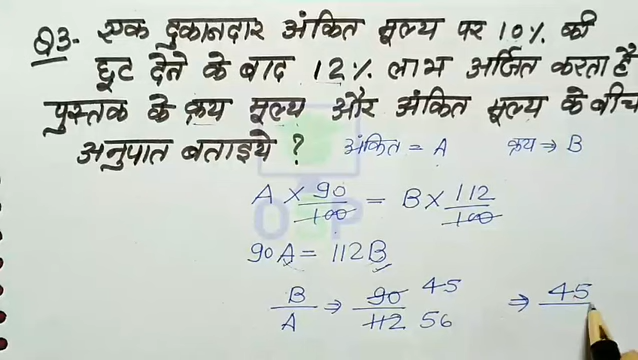 Q3- एक दुकानदार अंकित मूल्य पर 10% की
छूट देने के बाद 12% लाभ अर्जित करता है
पुस्तक के क्रय मूल्य और अंकित मूल्य के बीच
अनुपात बताइये ? अंकित = A क्रय ⇒ B
A × 90/100 = B × 112/100
90A = 112B
B/A ⇒ 90/112 45/56 ⇒ 45